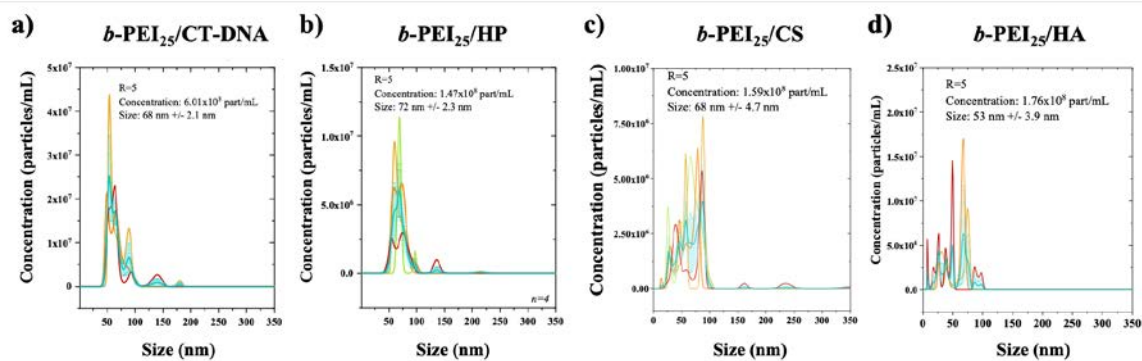 a)
b-PEI25/CT-DNA
R=5
Concentration: 6.01x10⁹ part/mL
Size: 68 nm +/- 2.1 nm
Concentration (particles/mL)
5x10⁷
4x10⁷
3x10⁷
2x10⁷
1x10⁷
0
0 50 100 150 200 250 300 350
Size (nm)
b)
b-PEI25/HP
R=5
Concentration: 1.47x10⁸ part/mL
Size: 72 nm +/- 2.3 nm
Concentration (particles/mL)
1.5x10⁷
1.0x10⁷
5.0x10⁶
0.0
n=4
0 50 100 150 200 250 300 350
Size (nm)
c)
b-PEI25/CS
R=5
Concentration: 1.59x10⁸ part/mL
Size: 68 nm +/- 4.7 nm
Concentration (particles/mL)
1.00x10⁷
7.50x10⁶
5.00x10⁶
2.50x10⁶
0.00
0 50 100 150 200 250 300 350
Size (nm)
d)
b-PEI25/HA
R=5
Concentration: 1.76x10⁸ part/mL
Size: 53 nm +/- 3.9 nm
Concentration (particles/mL)
2.0x10⁷
1.5x10⁷
1.0x10⁷
0.0
0 50 100 150 200 250 300 350
Size (nm)